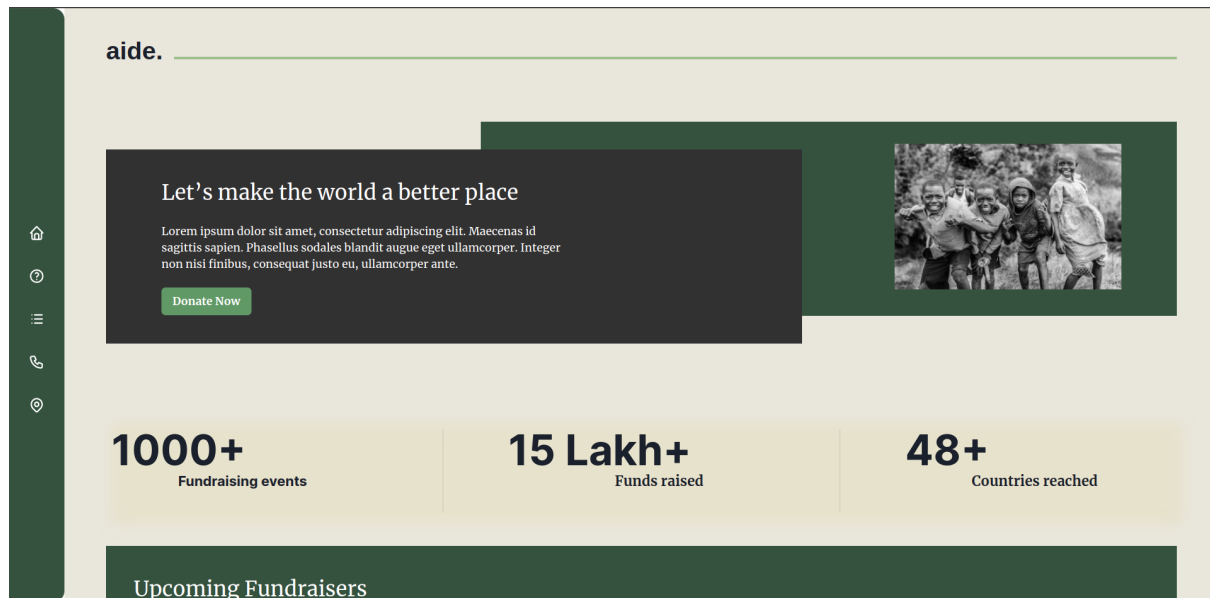 aide.
Let’s make the world a better place
Lorem ipsum dolor sit amet, consectetur adipiscing elit. Maecenas id
sagittis sapien. Phasellus sodales blandit augue eget ullamcorper. Integer
non nisi finibus, consequat justo eu, ullamcorper ante.
Donate Now
1000+
Fundraising events
15 Lakh+
Funds raised
48+
Countries reached
Upcoming Fundraisers